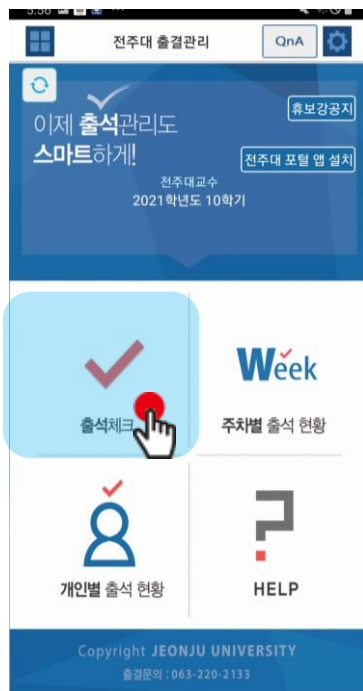 5:56
전주대 출결관리
QnA
이제 출석관리도
스마트하게!
휴보강공지
전주대 포털 앱 설치
전주대교수
2021학년도 10학기
출석체크
Week
주차별 출석 현황
개인별 출석 현황
?
HELP
Copyright JEONJU UNIVERSITY
출결문의 : 063-220-2133